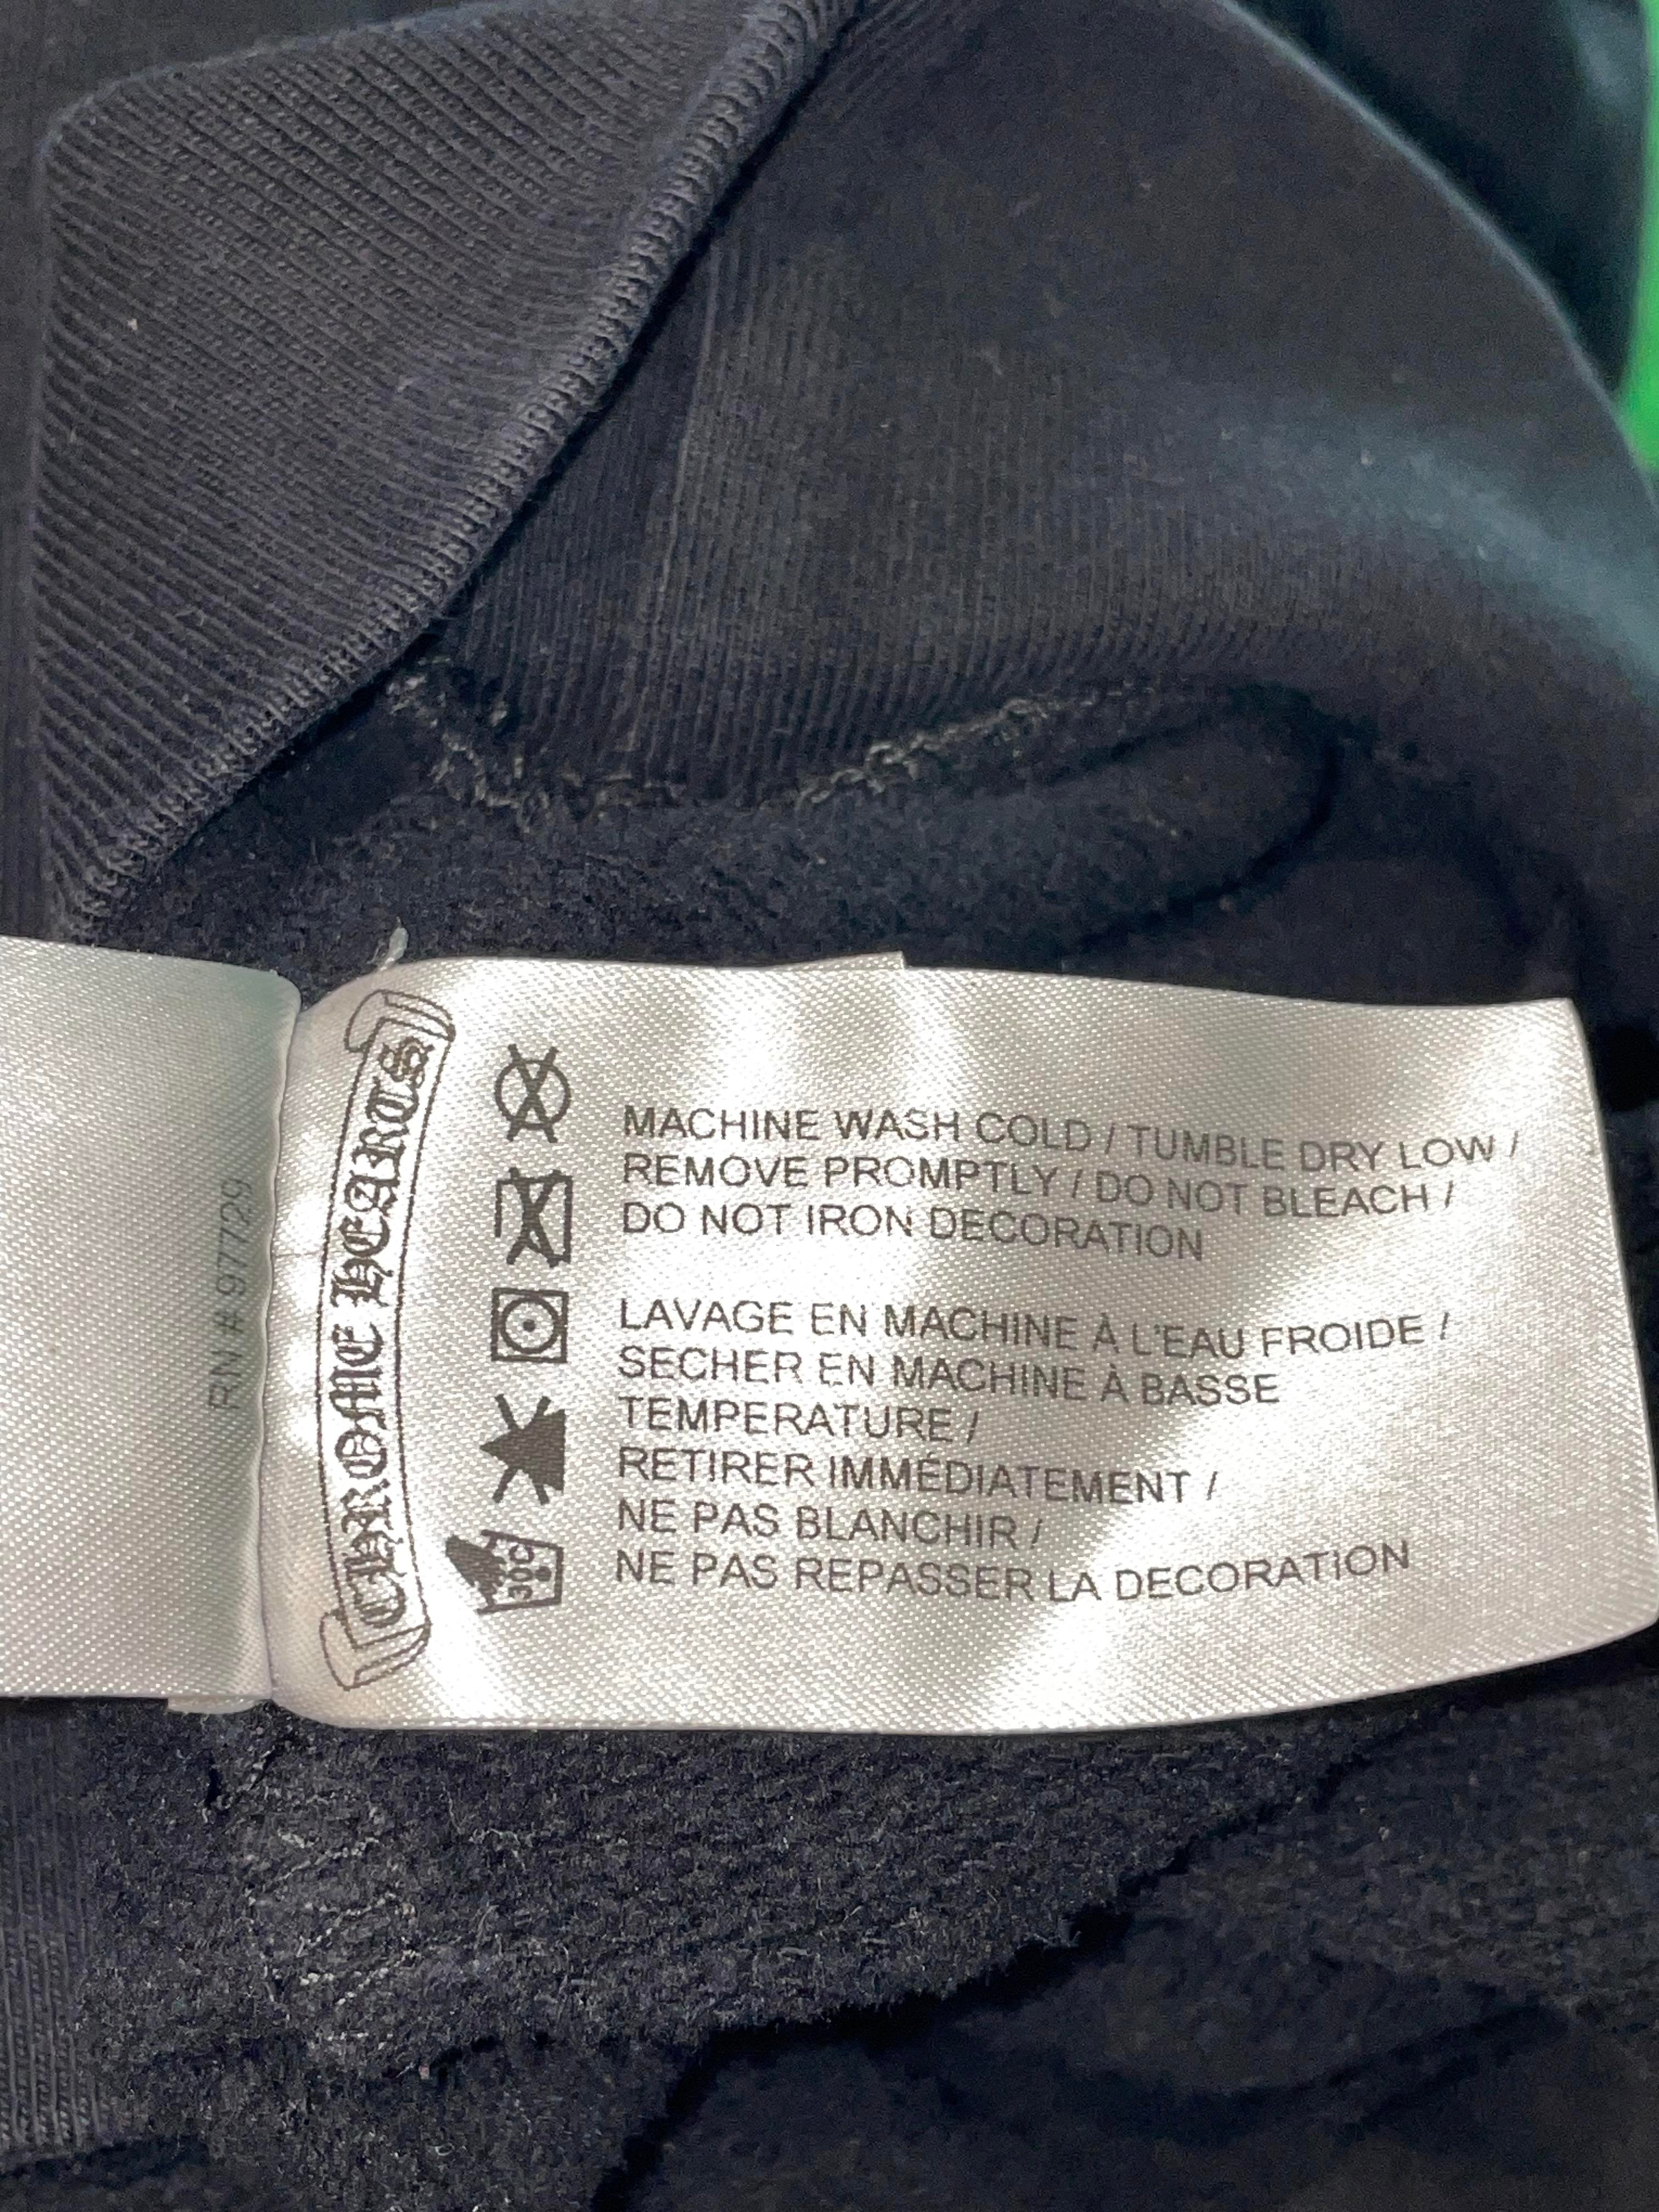 RN # 97729
CHROME HEARTS
MACHINE WASH COLD / TUMBLE DRY LOW /
REMOVE PROMPTLY / DO NOT BLEACH /
DO NOT IRON DECORATION
LAVAGE EN MACHINE À L'EAU FROIDE /
SECHER EN MACHINE À BASSE
TEMPERATURE /
RETIRER IMMÉDIATEMENT /
NE PAS BLANCHIR /
NE PAS REPASSER LA DECORATION
A
30C